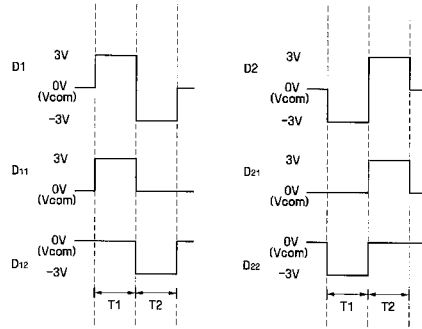 D1
3V
0V
(Vcom)
-3V
D11
3V
0V
(Vcom)
D12
0V
(Vcom)
-3V
T1 T2
D2
3V
0V
(Vcom)
-3V
D21
3V
0V
(Vcom)
D22
0V
(Vcom)
-3V
T1 T2